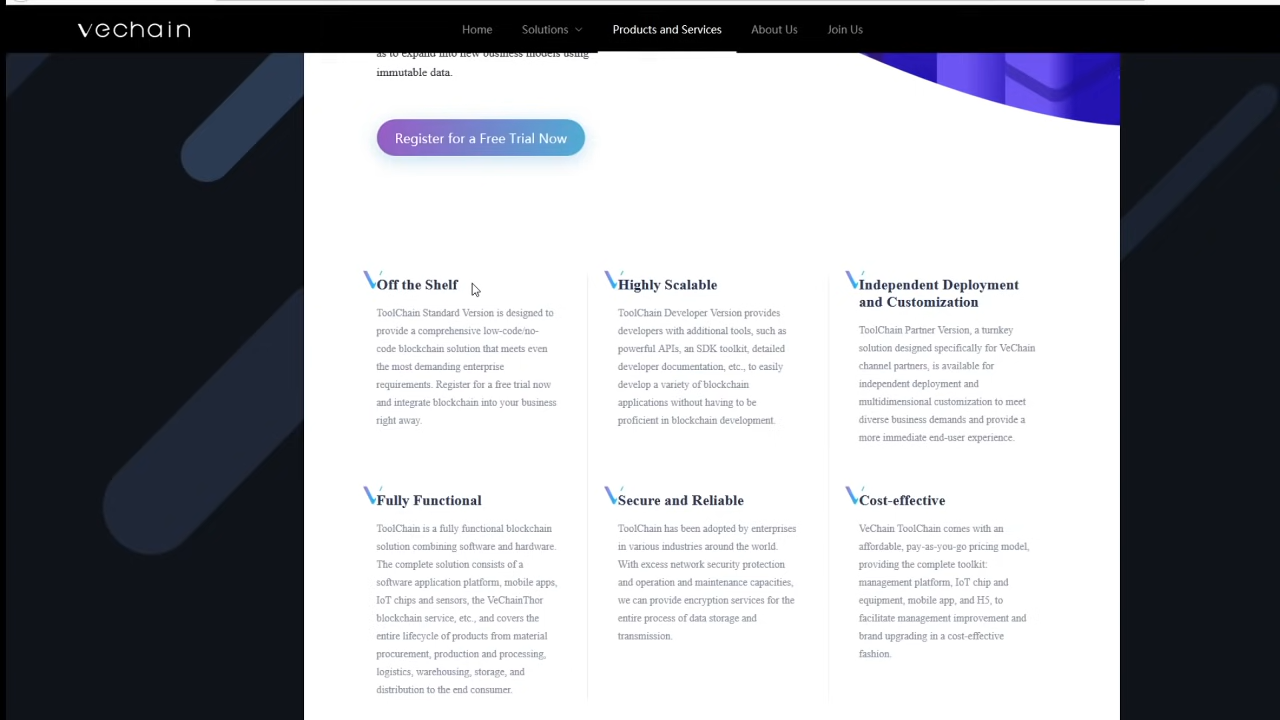 vechain
Home
Solutions
Products and Services
About Us
Join Us
as to expand into new business models using
immutable data.
Register for a Free Trial Now
Off the Shelf
ToolChain Standard Version is designed to
provide a comprehensive low-code/no-
code blockchain solution that meets even
the most demanding enterprise
requirements. Register for a free trial now
and integrate blockchain into your business
right away.
Highly Scalable
ToolChain Developer Version provides
developers with additional tools, such as
powerful APIs, an SDK toolkit, detailed
developer documentation, etc., to easily
develop a variety of blockchain
applications without having to be
proficient in blockchain development.
Independent Deployment
and Customization
ToolChain Partner Version, a turnkey
solution designed specifically for VeChain
channel partners, is available for
independent deployment and
multidimensional customization to meet
diverse business demands and provide a
more immediate end-user experience.
Fully Functional
ToolChain is a fully functional blockchain
solution combining software and hardware.
The complete solution consists of a
software application platform, mobile apps,
IoT chips and sensors, the VeChainThor
blockchain service, etc., and covers the
entire lifecycle of products from material
procurement, production and processing,
logistics, warehousing, storage, and
distribution to the end consumer.
Secure and Reliable
ToolChain has been adopted by enterprises
in various industries around the world.
With excess network security protection
and operation and maintenance capacities,
we can provide encryption services for the
entire process of data storage and
transmission.
Cost-effective
VeChain ToolChain comes with an
affordable, pay-as-you-go pricing model,
providing the complete toolkit:
management platform, IoT chip and
equipment, mobile app, and H5, to
facilitate management improvement and
brand upgrading in a cost-effective
fashion.